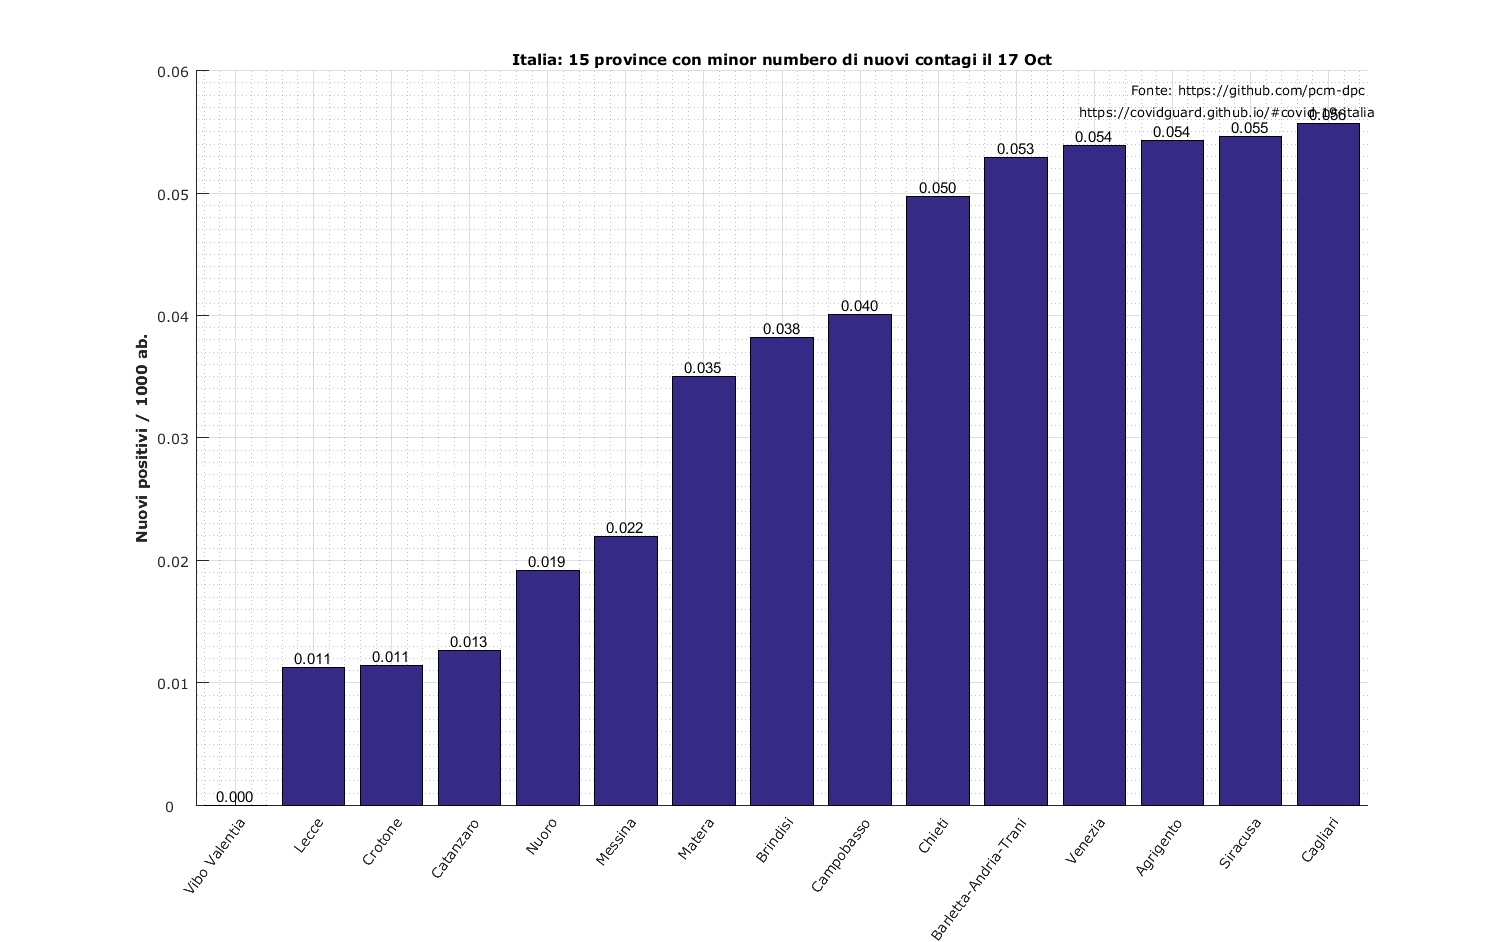 Italia: 15 province con minor numbero di nuovi contagi il 17 Oct
Fonte: https://github.com/pcm-dpc
https://covidguard.github.io/#covid-19-italia
Nuovi positivi / 1000 ab.
0.06
0.05
0.04
0.03
0.02
0.01
0
0.000
0.011
0.011
0.013
0.019
0.022
0.035
0.038
0.040
0.050
0.053
0.054
0.054
0.055
0.056
Vibo Valentia
Lecce
Crotone
Catanzaro
Nuoro
Messina
Matera
Brindisi
Campobasso
Chieti
Barletta-Andria-Trani
Venezia
Agrigento
Siracusa
Cagliari